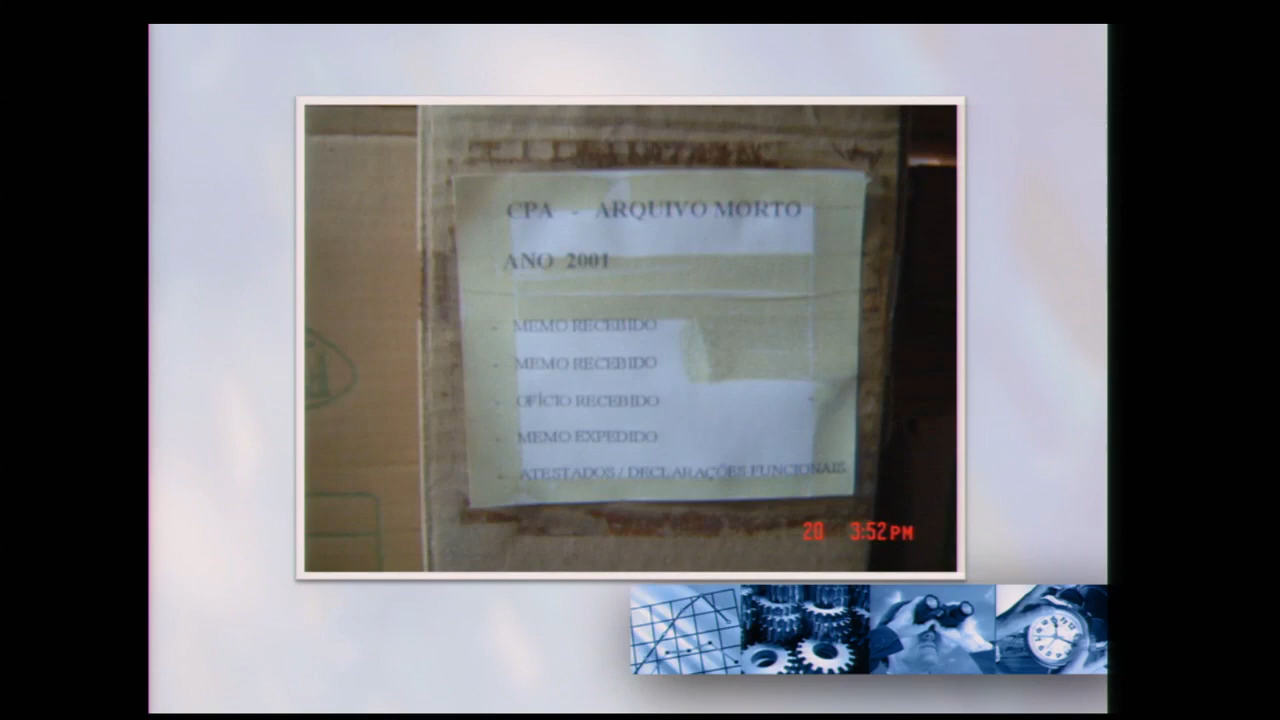 CPA - ARQUIVO MORTO
ANO 2001
- MEMO RECEBIDO
- MEMO RECEBIDO
- OFÍCIO RECEBIDO
- MEMO EXPEDIDO
- ATESTADOS / DECLARAÇÕES FUNCIONAIS
20 3:52 PM